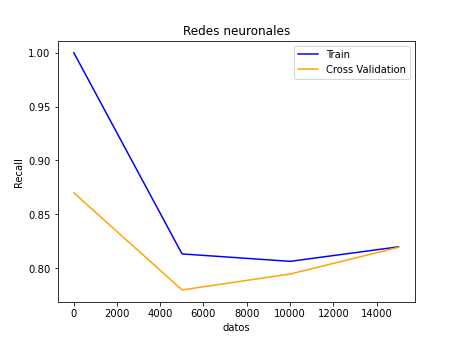 Redes neuronales
Train
Cross Validation
1.00
0.95
0.90
0.85
0.80
Recall
0 2000 4000 6000 8000 10000 12000 14000
datos